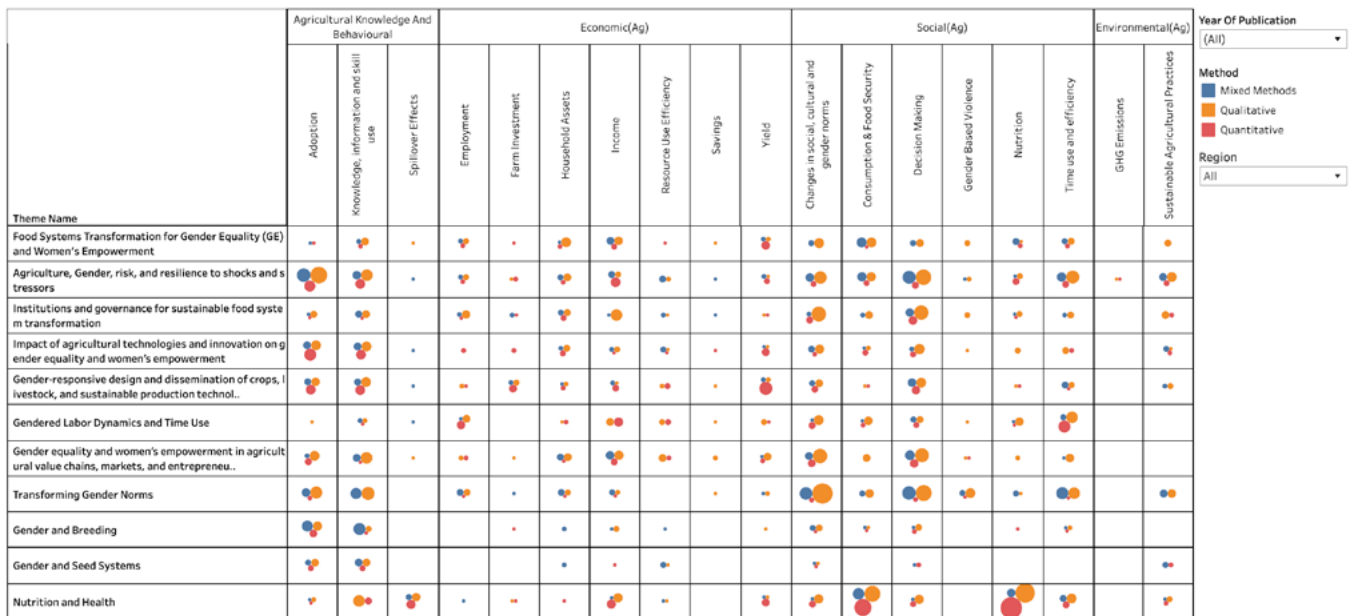 Agricultural Knowledge And
Behavioural
Economic(Ag)
Social(Ag)
Environmental(Ag)
Year Of Publication
(All)
Method
Mixed Methods
Qualitative
Quantitative
Region
All
Theme Name
Adoption
Knowledge, information and skill
use
Spillover Effects
Employment
Farm Investment
Household Assets
Income
Resource Use Efficiency
Savings
Yield
Changes in social, cultural and
gender norms
Consumption & Food Security
Decision Making
Gender Based Violence
Nutrition
Time use and efficiency
GHG Emissions
Sustainable Agricultural Practices
Food Systems Transformation for Gender Equality (GE)
and Women's Empowerment
Agriculture, Gender, risk, and resilience to shocks and s
tressors
Institutions and governance for sustainable food syste
m transformation
Impact of agricultural technologies and innovation on g
ender equality and women's empowerment
Gender-responsive design and dissemination of crops, l
ivestock, and sustainable production technol..
Gendered Labor Dynamics and Time Use
Gender equality and women's empowerment in agricult
ural value chains, markets, and entrepreneu..
Transforming Gender Norms
Gender and Breeding
Gender and Seed Systems
Nutrition and Health